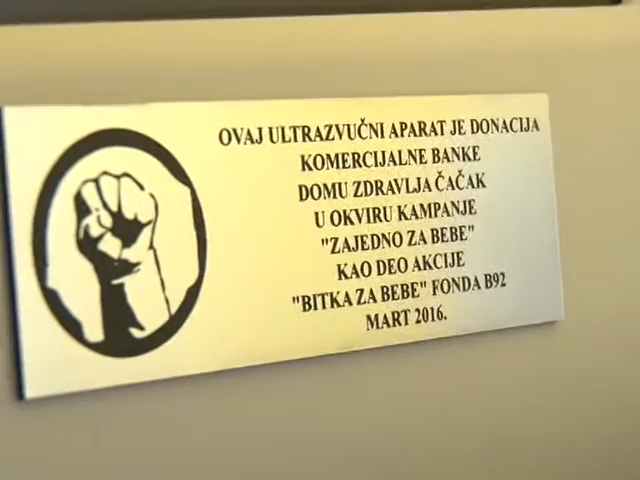 OVAJ ULTRAZVUČNI APARAT JE DONACIJA
KOMERCIJALNE BANKE
DOMU ZDRAVLJA ČAČAK
U OKVIRU KAMPANJE
"ZAJEDNO ZA BEBE"
KAO DEO AKCIJE
"BITKA ZA BEBE" FONDA B92
MART 2016.